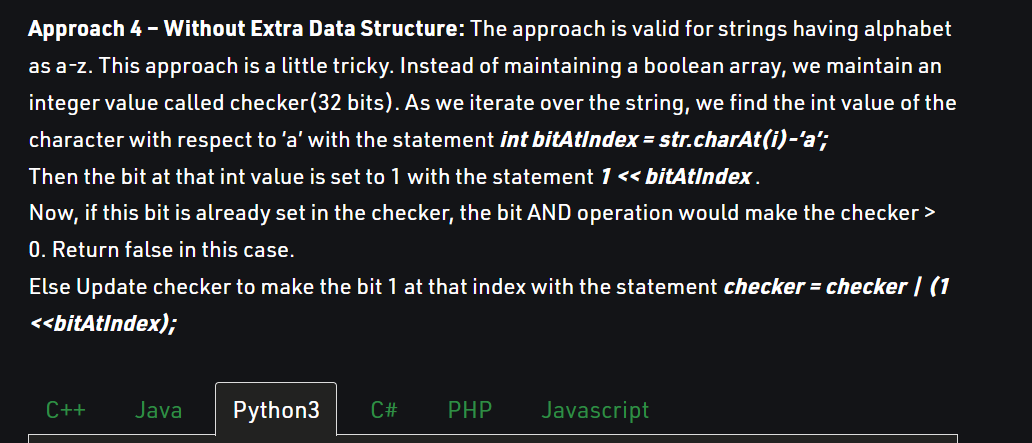 Approach 4 – Without Extra Data Structure: The approach is valid for strings having alphabet
as a-z. This approach is a little tricky. Instead of maintaining a boolean array, we maintain an
integer value called checker(32 bits). As we iterate over the string, we find the int value of the
character with respect to ‘a’ with the statement int bitAtIndex = str.charAt(i)-‘a’;
Then the bit at that int value is set to 1 with the statement 1 << bitAtIndex .
Now, if this bit is already set in the checker, the bit AND operation would make the checker >
0. Return false in this case.
Else Update checker to make the bit 1 at that index with the statement checker = checker | (1
<<bitAtIndex);
C++ Java Python3 C# PHP Javascript